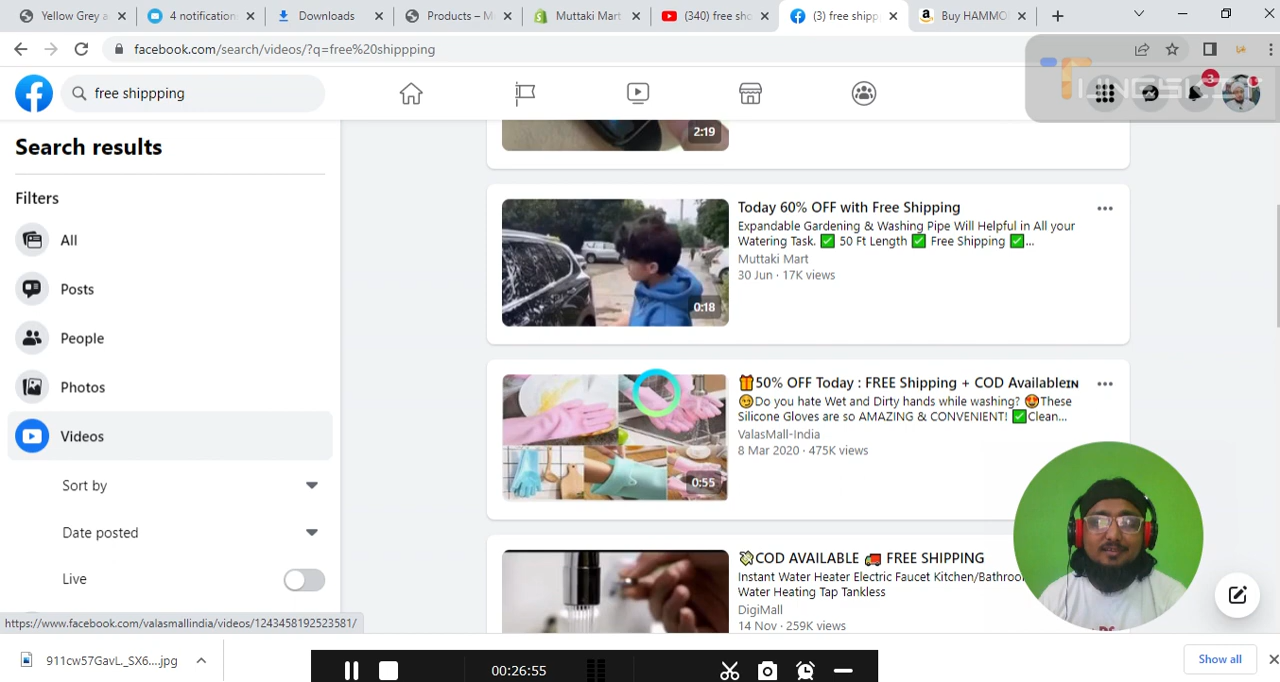 Yellow Grey a
4 notification
Downloads
Products – M
Muttaki Mart
(340) free sho
(3) free shipp
Buy HAMMO
facebook.com/search/videos/?q=free%20shippping
free shippping
TUNGSKIT
3
Search results
Filters
All
Posts
People
Photos
Videos
Sort by
Date posted
Live
2:19
Today 60% OFF with Free Shipping
Expandable Gardening & Washing Pipe Will Helpful in All your
Watering Task. ✅ 50 Ft Length ✅ Free Shipping ✅...
Muttaki Mart
30 Jun · 17K views
0:18
🎁50% OFF Today : FREE Shipping + COD AvailableIN
🥴Do you hate Wet and Dirty hands while washing? 🤩These
Silicone Gloves are so AMAZING & CONVENIENT! ✅Clean...
ValasMall-India
8 Mar 2020 · 475K views
0:55
💸COD AVAILABLE 🚚 FREE SHIPPING
Instant Water Heater Electric Faucet Kitchen/Bathroo
Water Heating Tap Tankless
DigiMall
14 Nov · 259K views
https://www.facebook.com/valasmallindia/videos/1243458192523581/
911cw57GavL._SX6....jpg
00:26:55
Show all